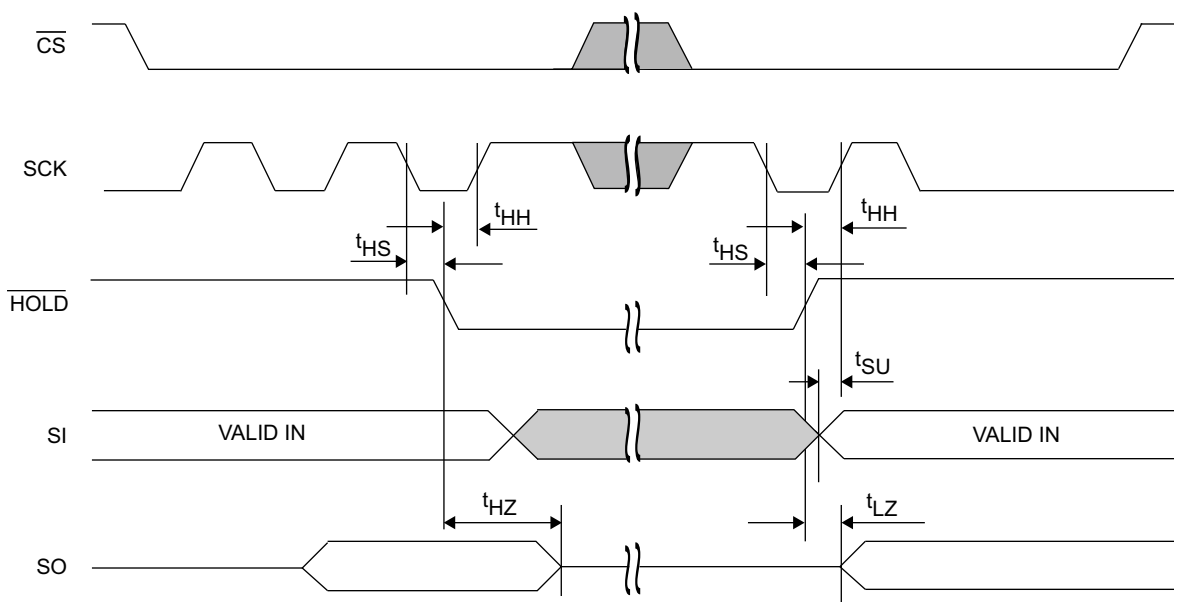 CS
SCK
tHH
tHH
tHS
tHS
HOLD
tSU
SI
VALID IN
VALID IN
tHZ
tLZ
SO